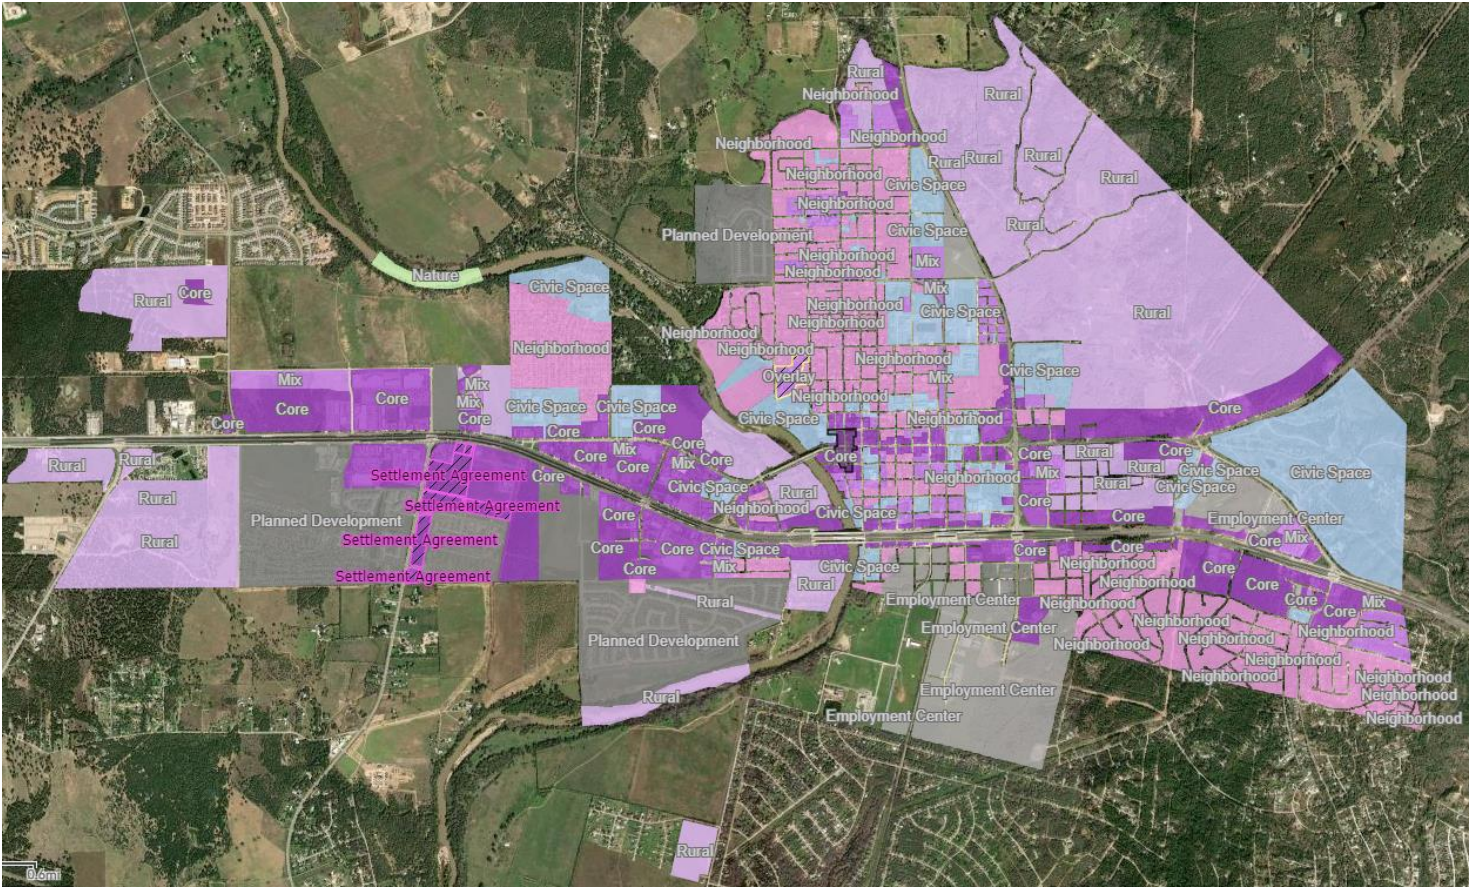 Rural
Neighborhood
Rural
Neighborhood
Neighborhood
Rural
Rural
Rural
Neighborhood
Civic Space
Rural
Neighborhood
Rural
Civic Space
Planned Development
Neighborhood
Mix
Neighborhood
Nature
Civic Space
Mix
Rural
Core
Neighborhood
Civic Space
Rural
Neighborhood
Neighborhood
Neighborhood
Neighborhood
Neighborhood
Overlay
Civic Space
Mix
Mix
Mix
Neighborhood
Core
Core
Mix
Core
Civic Space
Civic Space
Civic Space
Neighborhood
Core
Core
Core
Core
Core
Mix
Core
Core
Rural
Core
Rural
Rural
Core
Mix
Core
Core
Mix
Rural
Civic Space
Civic Space
Settlement Agreement
Core
Neighborhood
Rural
Civic Space
Rural
Civic Space
Rural
Settlement Agreement
Neighborhood
Core
Planned Development
Core
Civic Space
Core
Employment Center
Rural
Settlement Agreement
Core
Core
Civic Space
Core
Core
Core
Mix
Settlement Agreement
Core
Mix
Civic Space
Neighborhood
Core
Rural
Neighborhood
Core
Rural
Employment Center
Neighborhood
Core
Core
Mix
Planned Development
Employment Center
Neighborhood
Neighborhood
Neighborhood
Neighborhood
Neighborhood
Rural
Employment Center
Neighborhood
Neighborhood
Employment Center
Neighborhood
Neighborhood
Rural
0.6mi